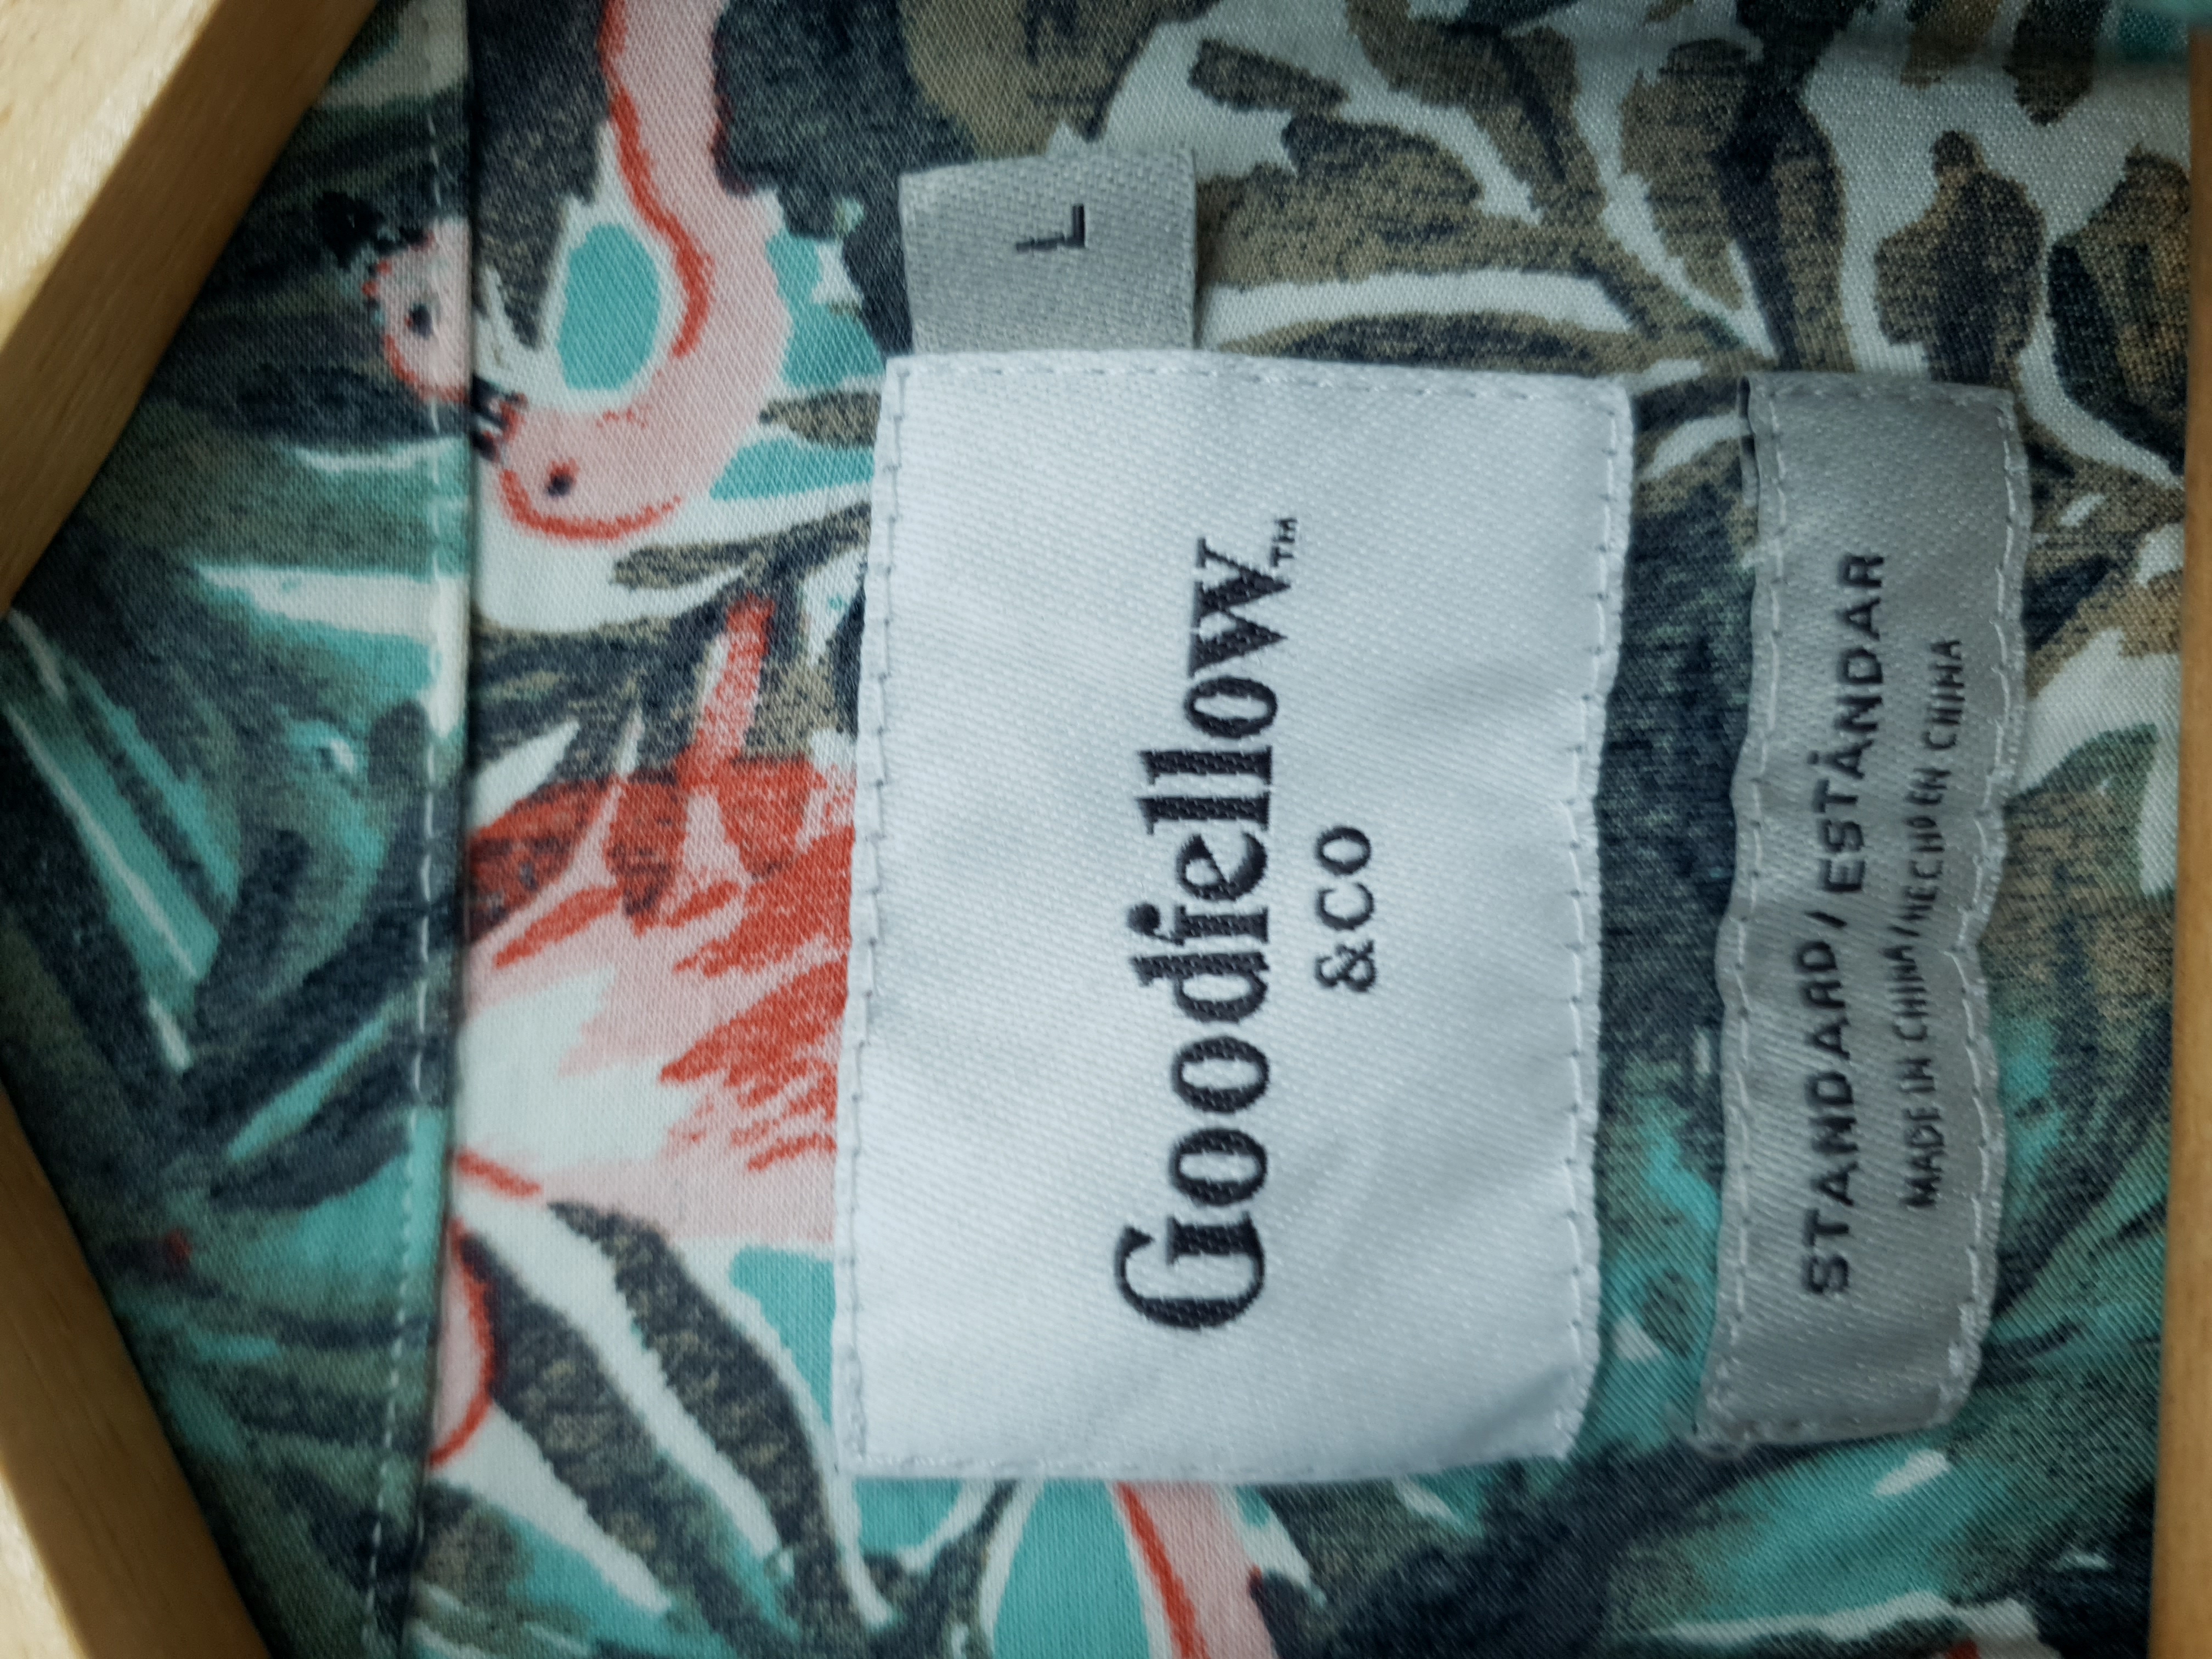 L
Goodfellow™
& CO
STANDARD / ESTÁNDAR
MADE IN CHINA/HECHO EN CHINA